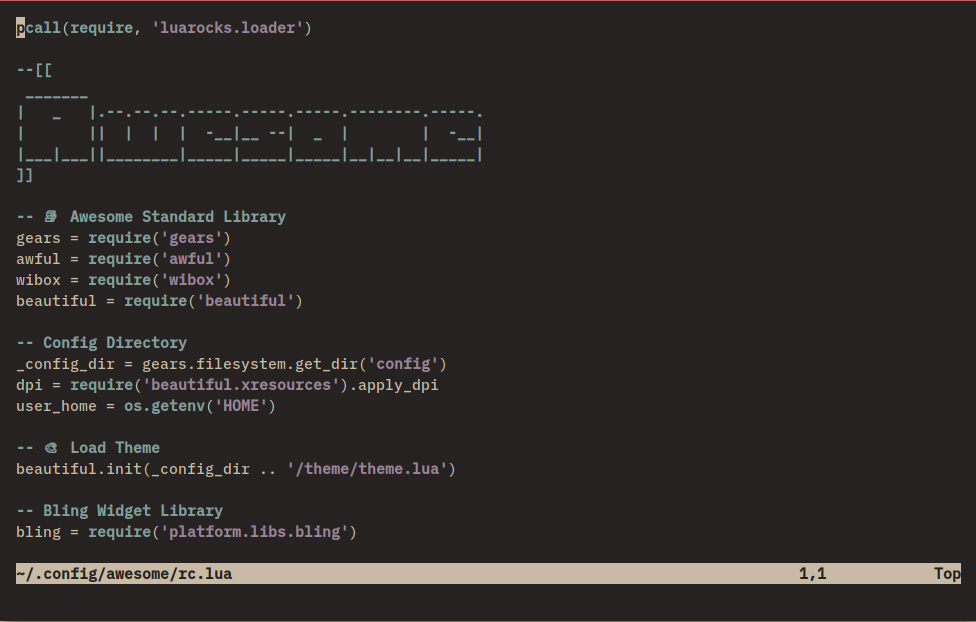 pcall(require, 'luarocks.loader')
--[[
 _______
|   _   |.--.--.--.-----.-----.-----.--------.-----.
|       ||  |  |  |  -__|__ --|  _  |        |  -__|
|___|___||________|_____|_____|_____|__|__|__|_____|
]]
-- 📚 Awesome Standard Library
gears = require('gears')
awful = require('awful')
wibox = require('wibox')
beautiful = require('beautiful')
-- Config Directory
_config_dir = gears.filesystem.get_dir('config')
dpi = require('beautiful.xresources').apply_dpi
user_home = os.getenv('HOME')
-- 🎨 Load Theme
beautiful.init(_config_dir .. '/theme/theme.lua')
-- Bling Widget Library
bling = require('platform.libs.bling')
~/.config/awesome/rc.lua 1,1 Top